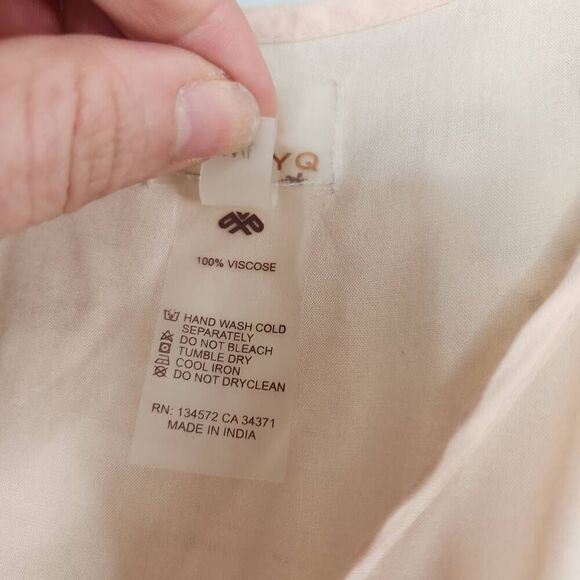 YQ
100% VISCOSE
HAND WASH COLD
SEPARATELY
DO NOT BLEACH
TUMBLE DRY
COOL IRON
DO NOT DRYCLEAN
RN: 134572 CA 34371
MADE IN INDIA